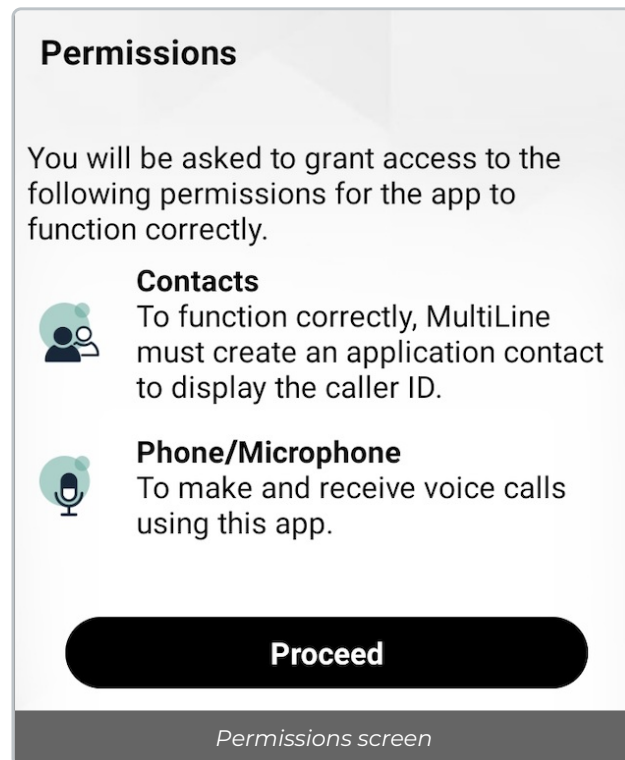 Permissions
You will be asked to grant access to the
following permissions for the app to
function correctly.
Contacts
To function correctly, MultiLine
must create an application contact
to display the caller ID.
Phone/Microphone
To make and receive voice calls
using this app.
Proceed
Permissions screen